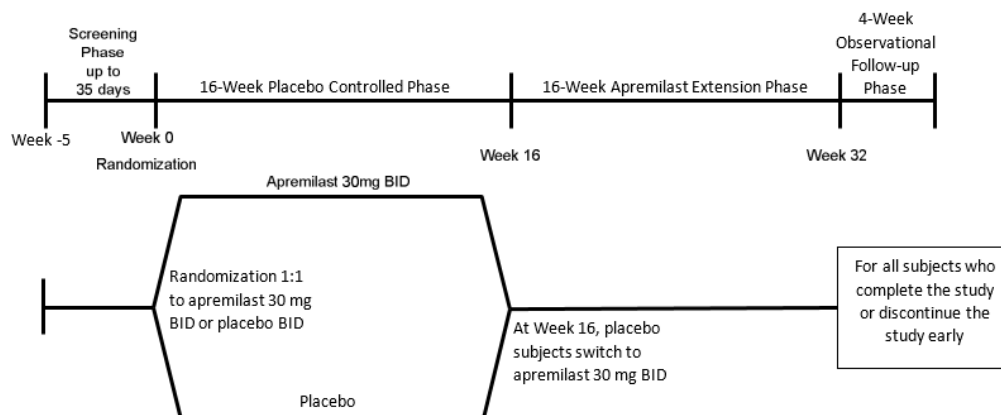 Screening
Phase
up to
35 days
16-Week Placebo Controlled Phase
16-Week Apremilast Extension Phase
4-Week
Observational
Follow-up
Phase
Week -5
Week 0
Randomization
Week 16
Week 32
Apremilast 30mg BID
Randomization 1:1
to apremilast 30 mg
BID or placebo BID
At Week 16, placebo
subjects switch to
apremilast 30 mg BID
For all subjects who
complete the study
or discontinue the
study early
Placebo